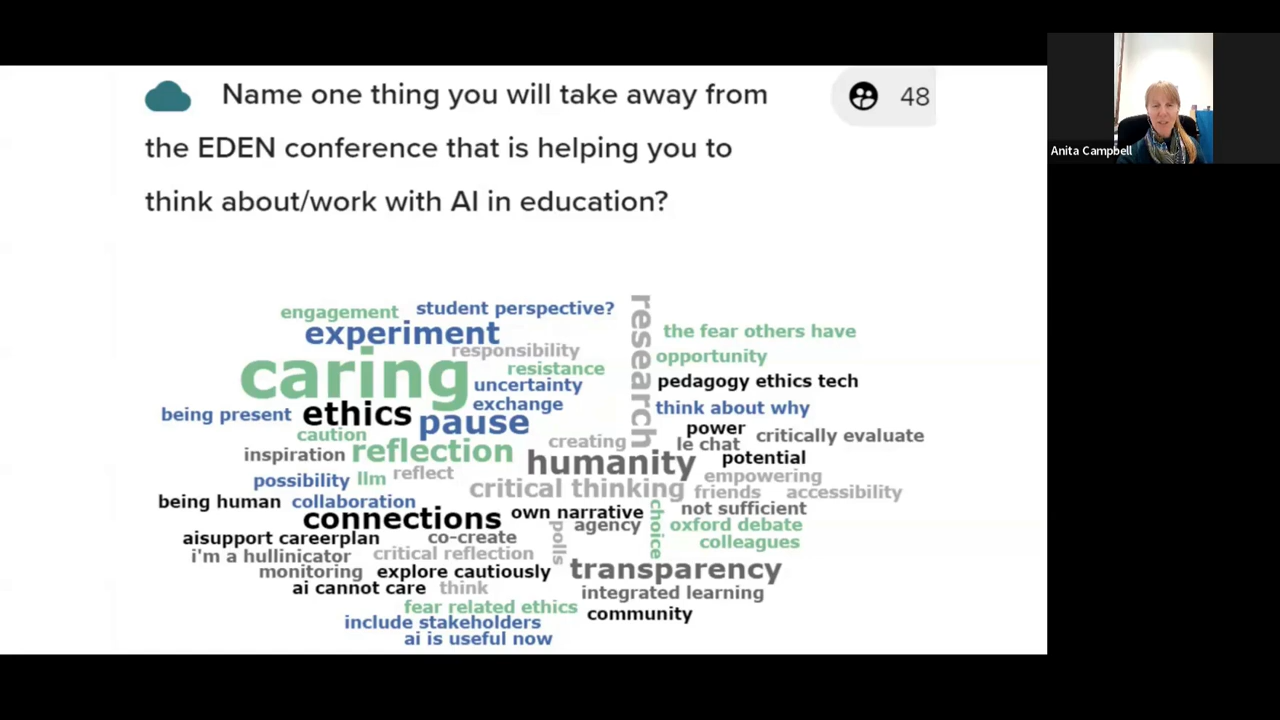 Name one thing you will take away from
the EDEN conference that is helping you to
think about/work with AI in education?
48
Anita Campbell
engagement
student perspective?
research
the fear others have
experiment
responsibility
opportunity
caring
resistance
uncertainty
pedagogy ethics tech
being present
ethics
exchange
pause
think about why
caution
power
creating
le chat
critically evaluate
inspiration
reflection
humanity
potential
possibility
llm
reflect
critical thinking
empowering
friends
accessibility
being human
collaboration
own narrative
not sufficient
connections
agency
choice
oxford debate
aisupport careerplan
co-create
polls
colleagues
i'm a hullinicator
critical reflection
monitoring
explore cautiously
transparency
ai cannot care
think
integrated learning
fear related ethics
community
include stakeholders
ai is useful now